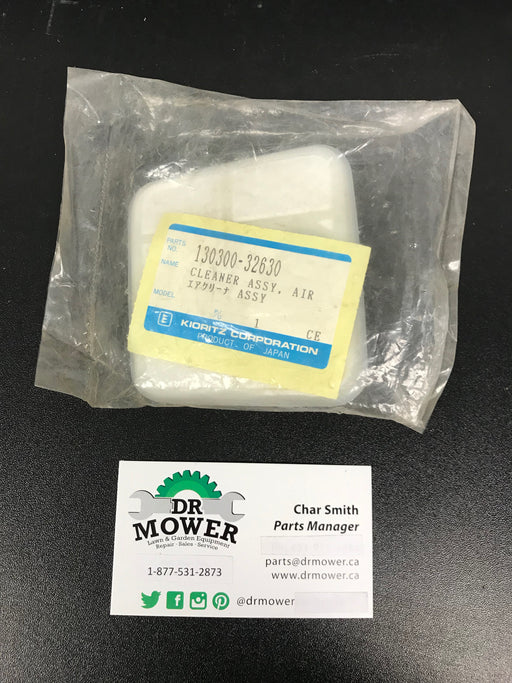 PARTS NO. 130300-32630
NAME CLEANER ASSY, AIR
エアクリーナ ASSY
MODEL
1 CE
E KIORITZ CORPORATION
PRODUCT OF JAPAN
DR
MOWER
Lawn & Garden Equipment
Repair - Sales - Service
1-877-531-2873
@drmower
Char Smith
Parts Manager
parts@drmower.ca
www.drmower.ca